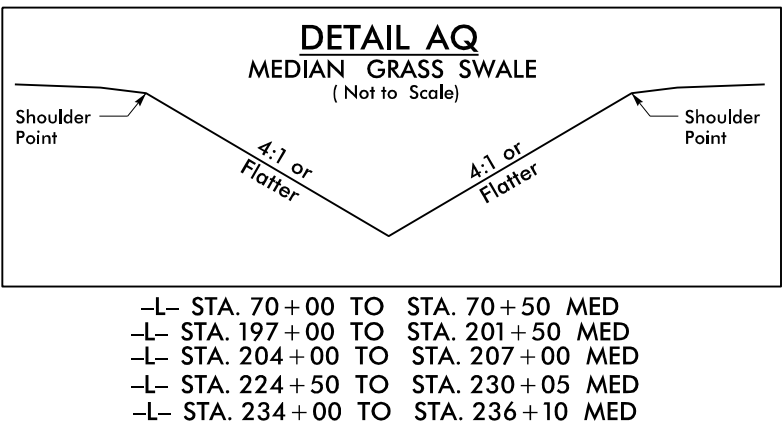 DETAIL AQ
MEDIAN GRASS SWALE
( Not to Scale)
Shoulder
Point
4:1 or
Flatter
4:1 or
Flatter
Shoulder
Point
–L– STA. 70+00 TO STA. 70+50 MED
–L– STA. 197+00 TO STA. 201+50 MED
–L– STA. 204+00 TO STA. 207+00 MED
–L– STA. 224+50 TO STA. 230+05 MED
–L– STA. 234+00 TO STA. 236+10 MED